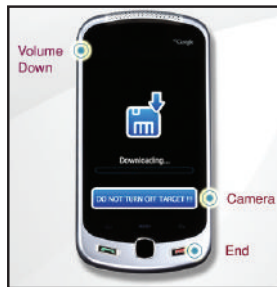 Volume
Down
Google
Downloading...
DO NOT TURN OFF TARGET !!!
Camera
End